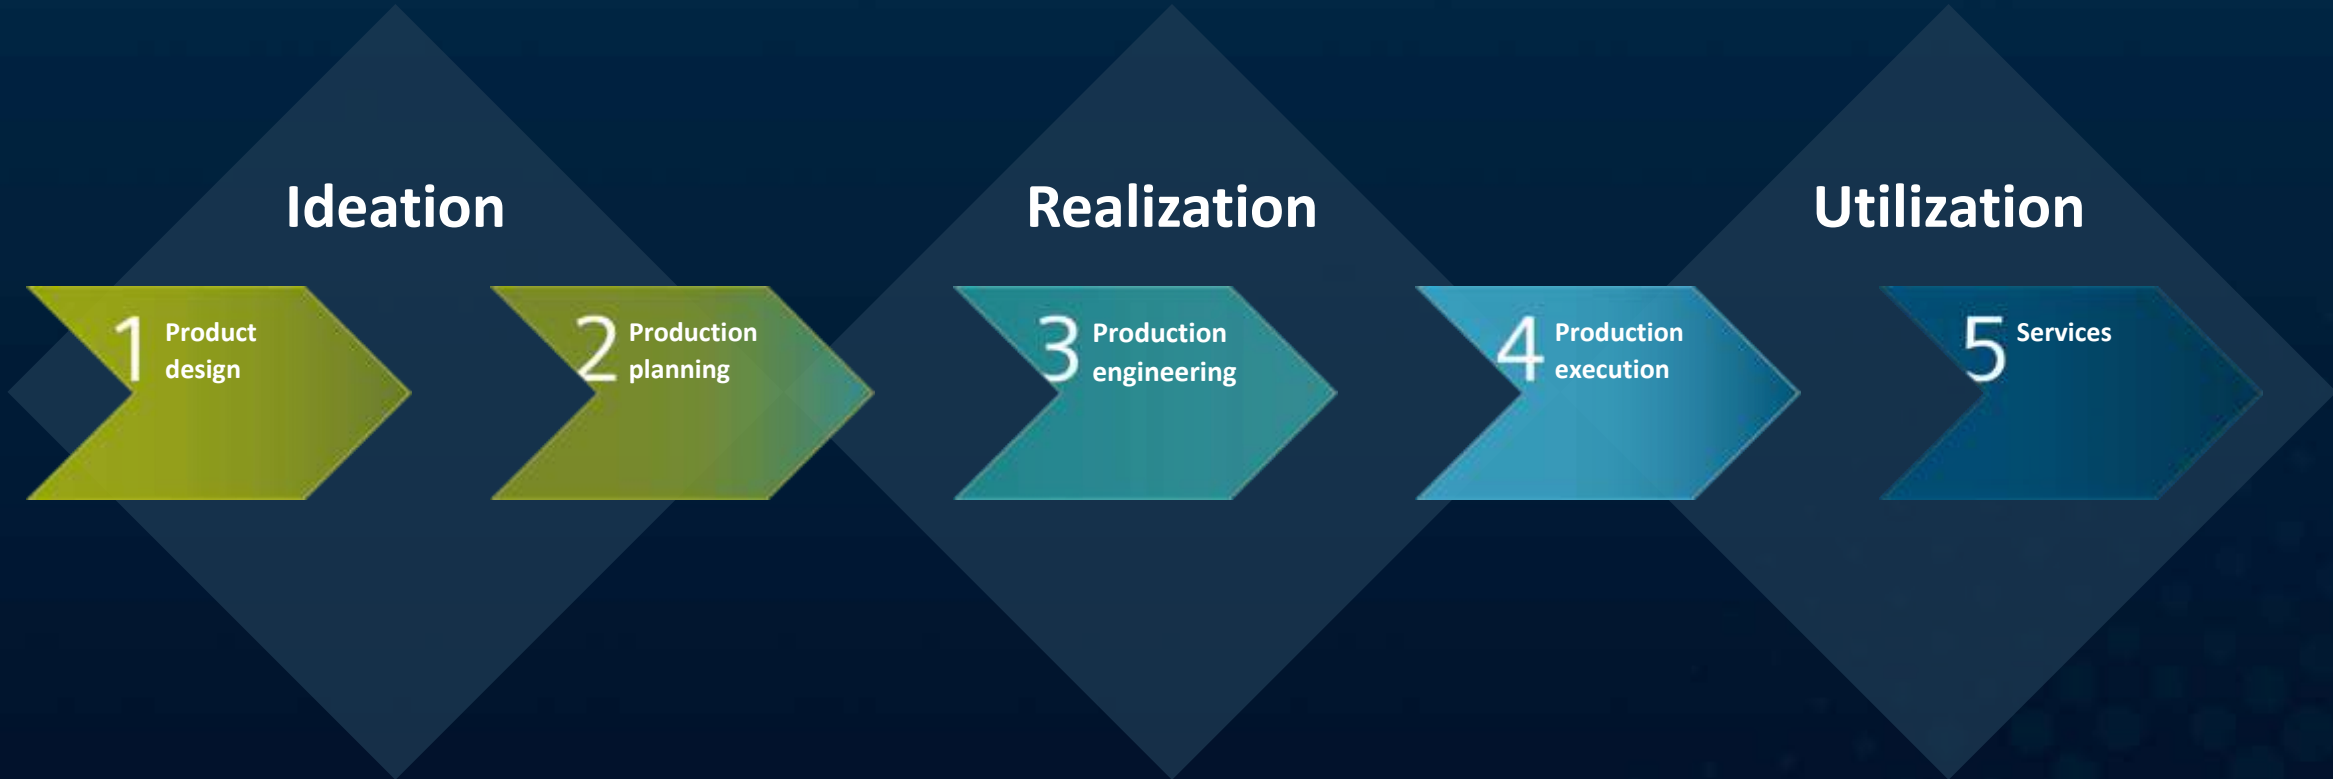 Ideation
Realization
Utilization
1 Product
design
2 Production
planning
3 Production
engineering
4 Production
execution
5 Services